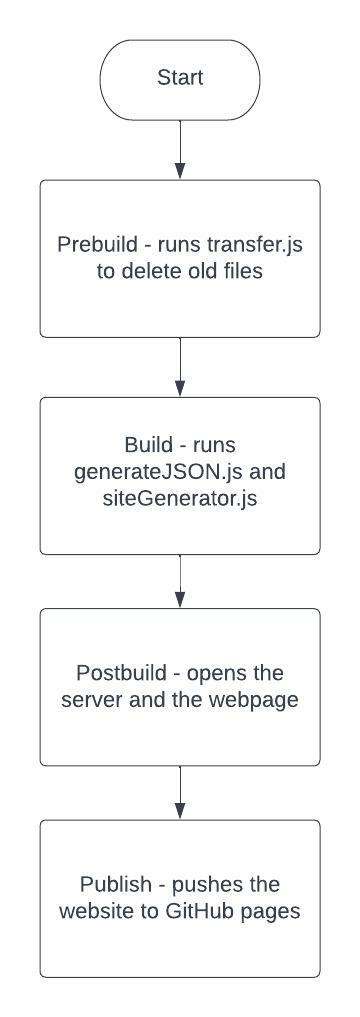 Start
Prebuild - runs transfer.js
to delete old files
Build - runs
generateJSON.js and
siteGenerator.js
Postbuild - opens the
server and the webpage
Publish - pushes the
website to GitHub pages